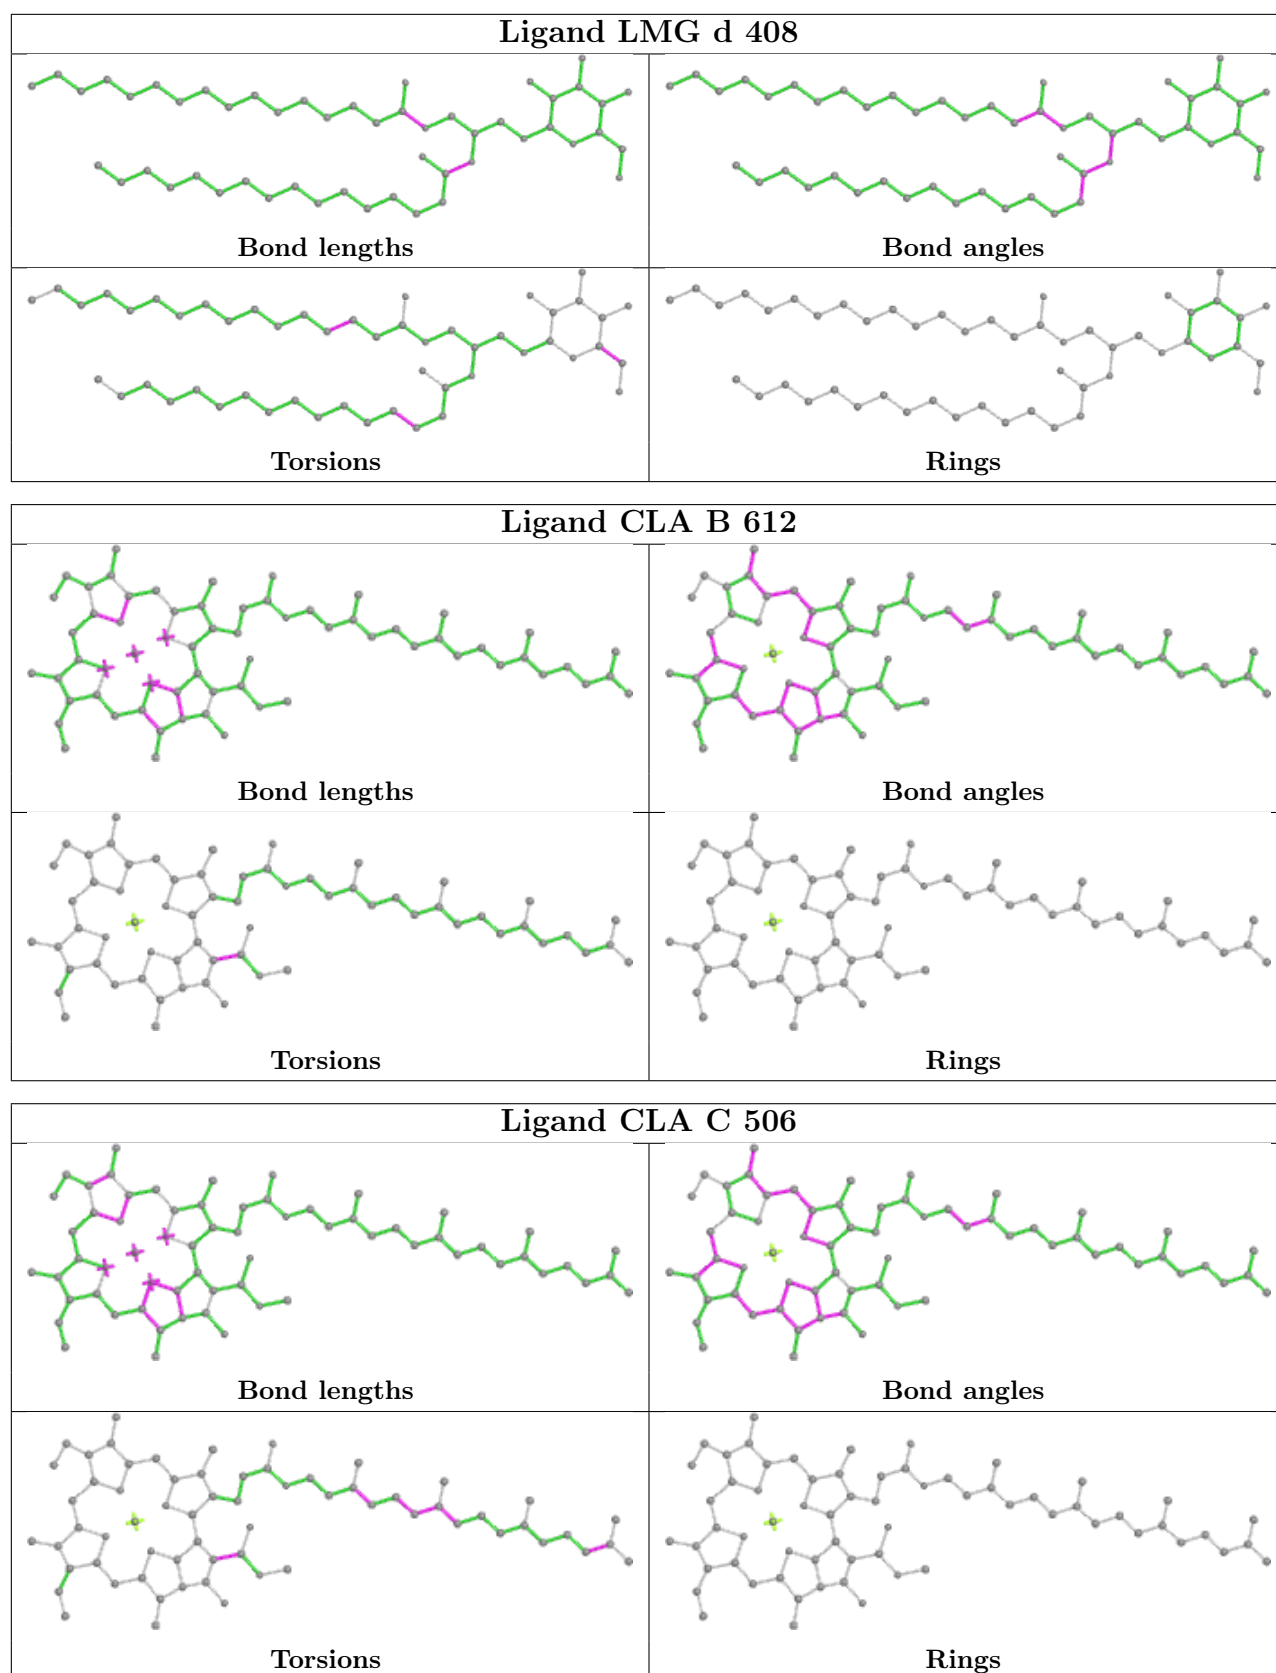 Ligand LMG d 408
Bond lengths
Bond angles
Torsions
Rings
Ligand CLA B 612
Bond lengths
Bond angles
Torsions
Rings
Ligand CLA C 506
Bond lengths
Bond angles
Torsions
Rings